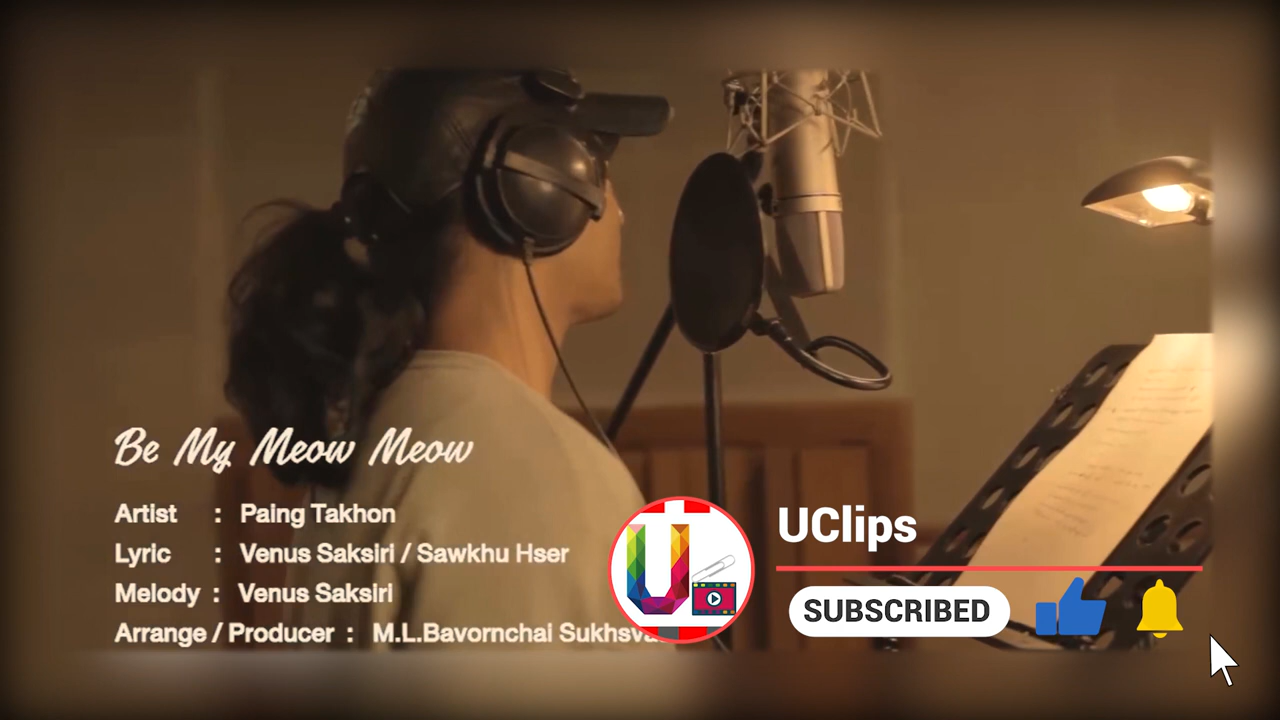 Be My Meow Meow
Artist : Paing Takhon
Lyric : Venus Saksiri / Sawkhu Hser
Melody : Venus Saksiri
Arrange / Producer : M.L.Bavornchai
U
UClips
SUBSCRIBED